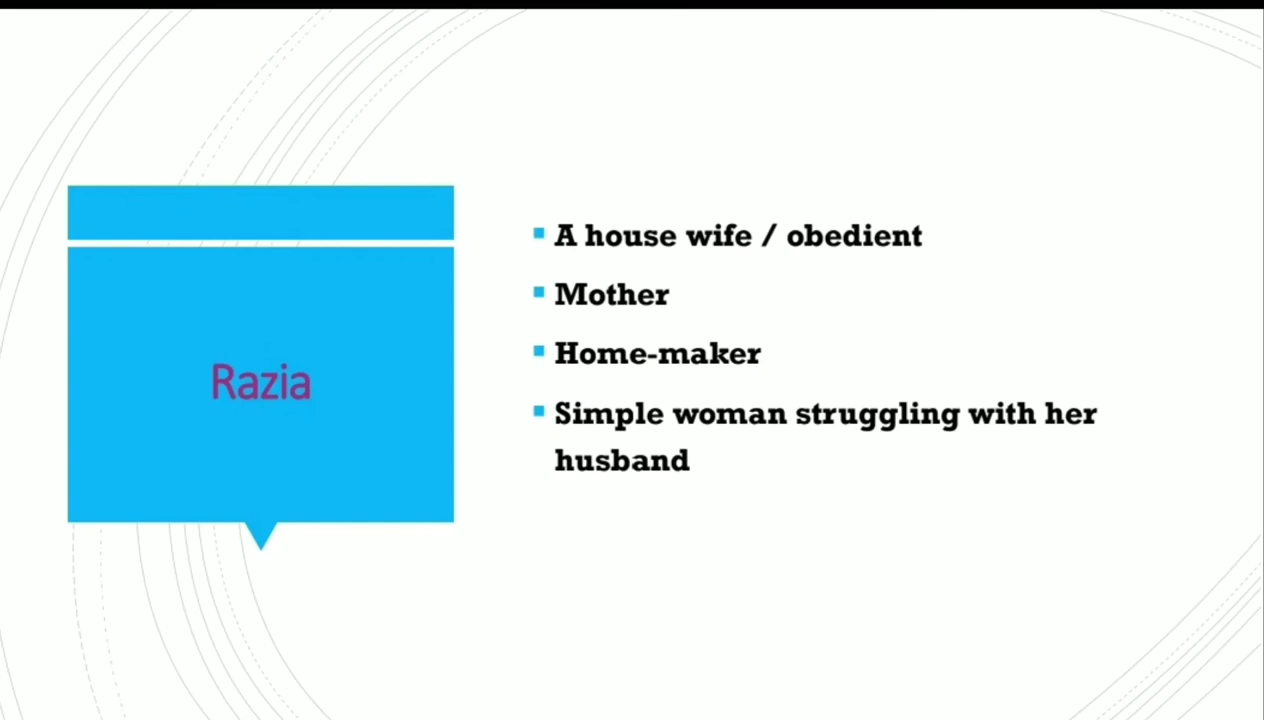 Razia
A house wife / obedient
Mother
Home-maker
Simple woman struggling with her
husband